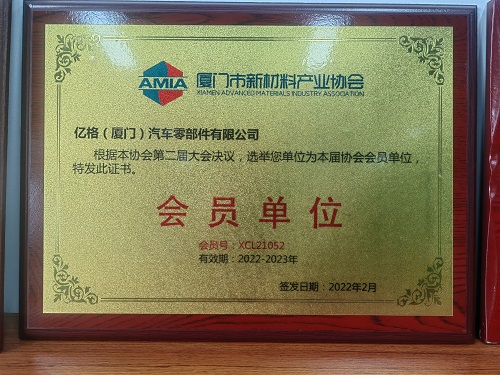 AMIA
厦门市新材料产业协会
XIAMEN ADVANCED MATERIALS INDUSTRY ASSOCIATION
亿格（厦门）汽车零部件有限公司
根据本协会第二届大会决议，选举您单位为本届协会会员单位，
特发此证书。
会员单位
会员号：XCL21052
有效期：2022-2023年
签发日期：2022年2月